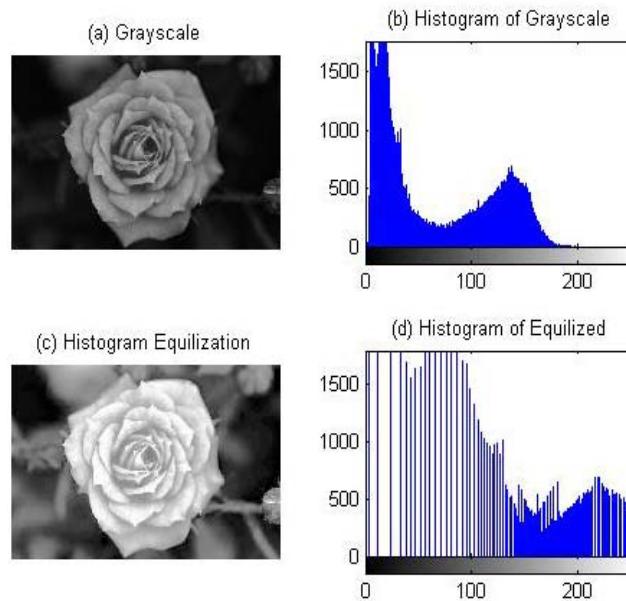 (a) Grayscale
(b) Histogram of Grayscale
1500
1000
500
0
0 100 200
(c) Histogram Equilization
(d) Histogram of Equilized
1500
1000
500
0
0 100 200